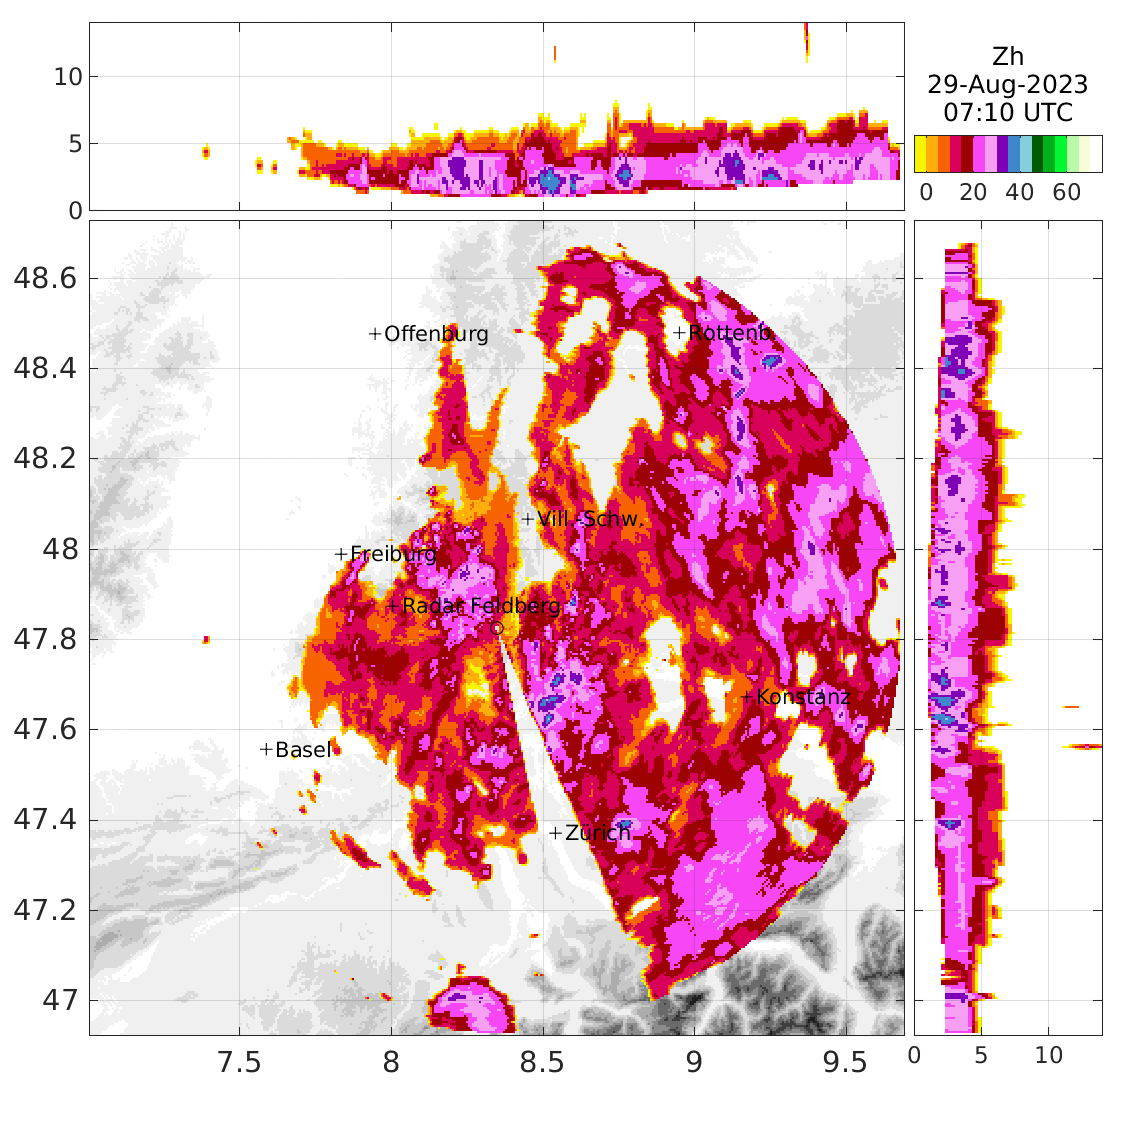 10
5
0
Zh
29-Aug-2023
07:10 UTC
0 20 40 60
48.6
48.4
48.2
48
47.8
47.6
47.4
47.2
47
+Offenburg
+Rottenb.
+Vill.-Schw.
+Freiburg
+Radar Feldberg
+Konstanz
+Basel
+Zürich
7.5 8 8.5 9 9.5
0 5 10